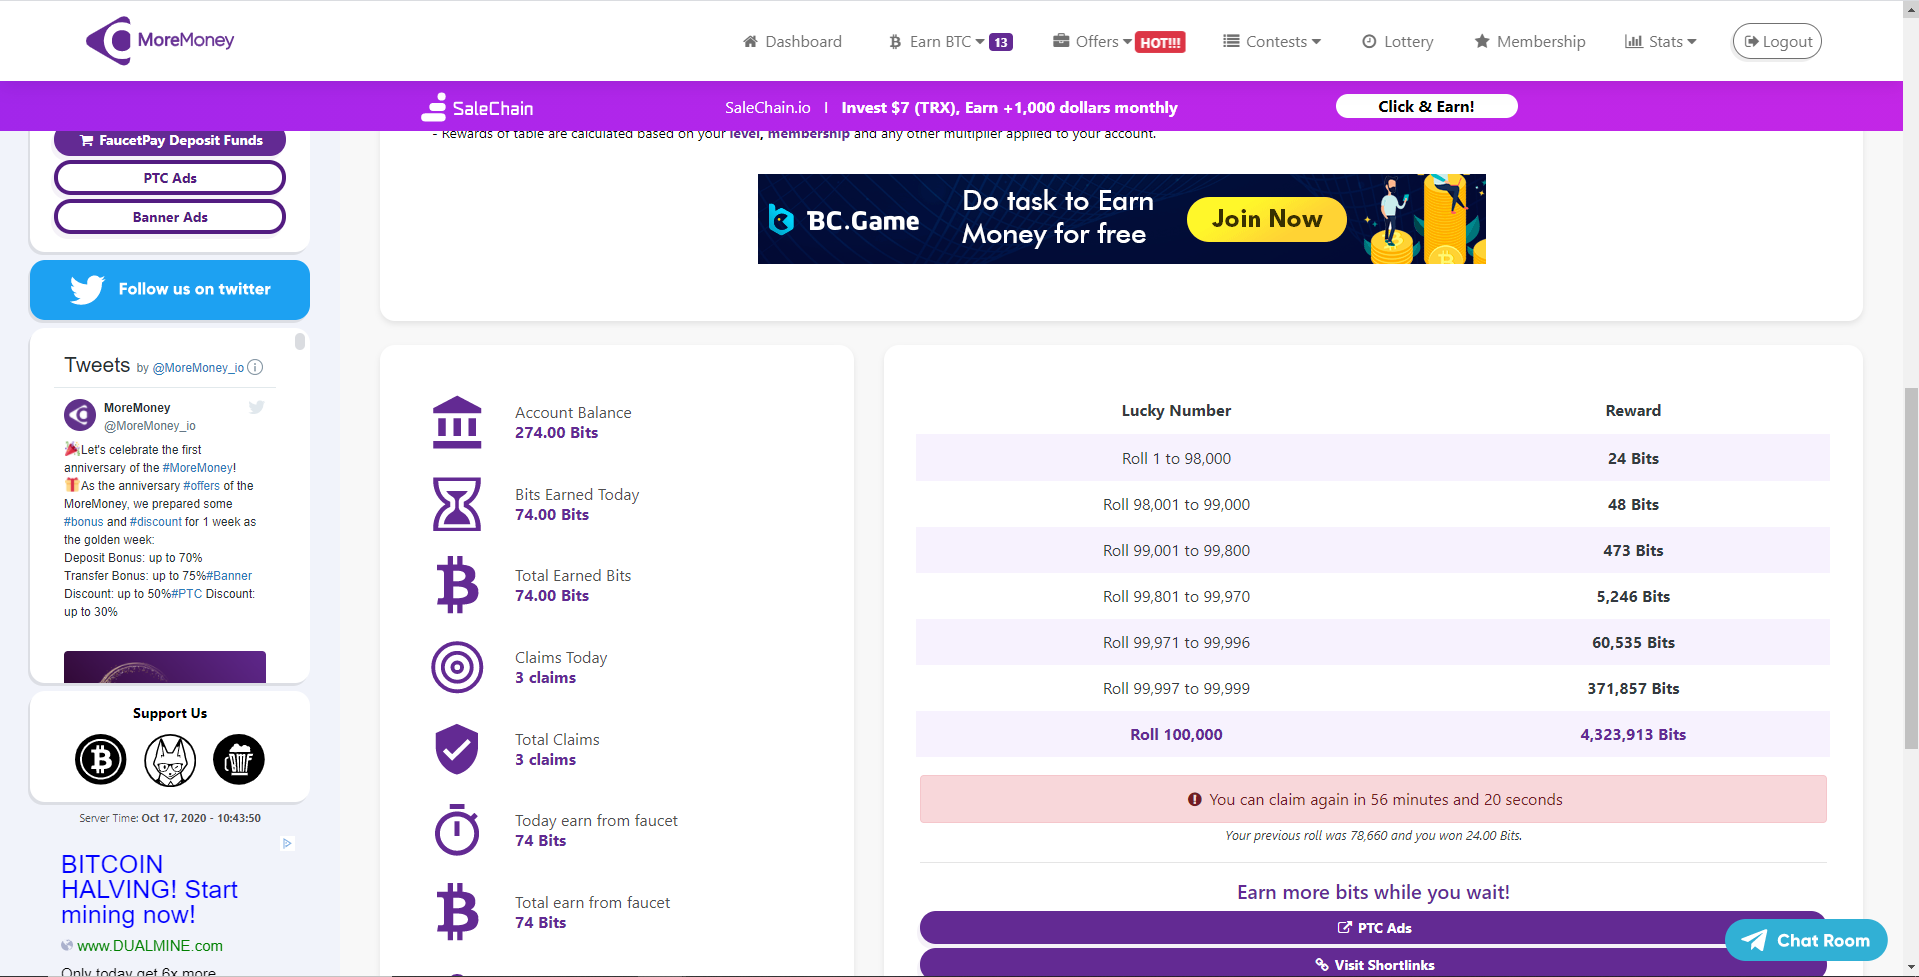 MoreMoney
Dashboard
Earn BTC 13
Offers HOT!!!
Contests
Lottery
Membership
Stats
Logout
SaleChain
SaleChain.io | Invest $7 (TRX), Earn +1,000 dollars monthly
Click & Earn!
- Rewards of table are calculated based on your level, membership and any other multiplier applied to your account.
FaucetPay Deposit Funds
PTC Ads
Banner Ads
BC.GAME
Do task to Earn
Money for free
Join Now
Follow us on twitter
Tweets by @MoreMoney_io
MoreMoney
@MoreMoney_io
🎉Let's celebrate the first
anniversary of the #MoreMoney!
🎁As the anniversary #offers of the
MoreMoney, we prepared some
#bonus and #discount for 1 week as
the golden week:
Deposit Bonus: up to 70%
Transfer Bonus: up to 75%#Banner
Discount: up to 50%#PTC Discount:
up to 30%
Support Us
BMF
Server Time: Oct 17, 2020 - 10:43:50
BITCOIN
HALVING! Start
mining now!
www.DUALMINE.com
Only today get 6x more
Account Balance
274.00 Bits
Bits Earned Today
74.00 Bits
Total Earned Bits
74.00 Bits
Claims Today
3 claims
Total Claims
3 claims
Today earn from faucet
74 Bits
Total earn from faucet
74 Bits
Lucky Number Reward
Roll 1 to 98,000 24 Bits
Roll 98,001 to 99,000 48 Bits
Roll 99,001 to 99,800 473 Bits
Roll 99,801 to 99,970 5,246 Bits
Roll 99,971 to 99,996 60,535 Bits
Roll 99,997 to 99,999 371,857 Bits
Roll 100,000 4,323,913 Bits
You can claim again in 56 minutes and 20 seconds
Your previous roll was 78,660 and you won 24.00 Bits.
Earn more bits while you wait!
PTC Ads
Visit Shortlinks
Chat Room